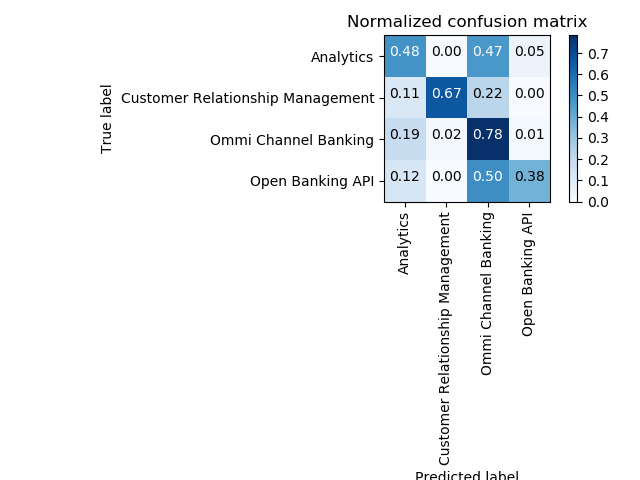 Normalized confusion matrix
True label
Analytics
Customer Relationship Management
Ommi Channel Banking
Open Banking API
0.48 0.00 0.47 0.05
0.11 0.67 0.22 0.00
0.19 0.02 0.78 0.01
0.12 0.00 0.50 0.38
0.7
0.6
0.5
0.4
0.3
0.2
0.1
0.0
Analytics
Customer Relationship Management
Ommi Channel Banking
Open Banking API
Predicted label